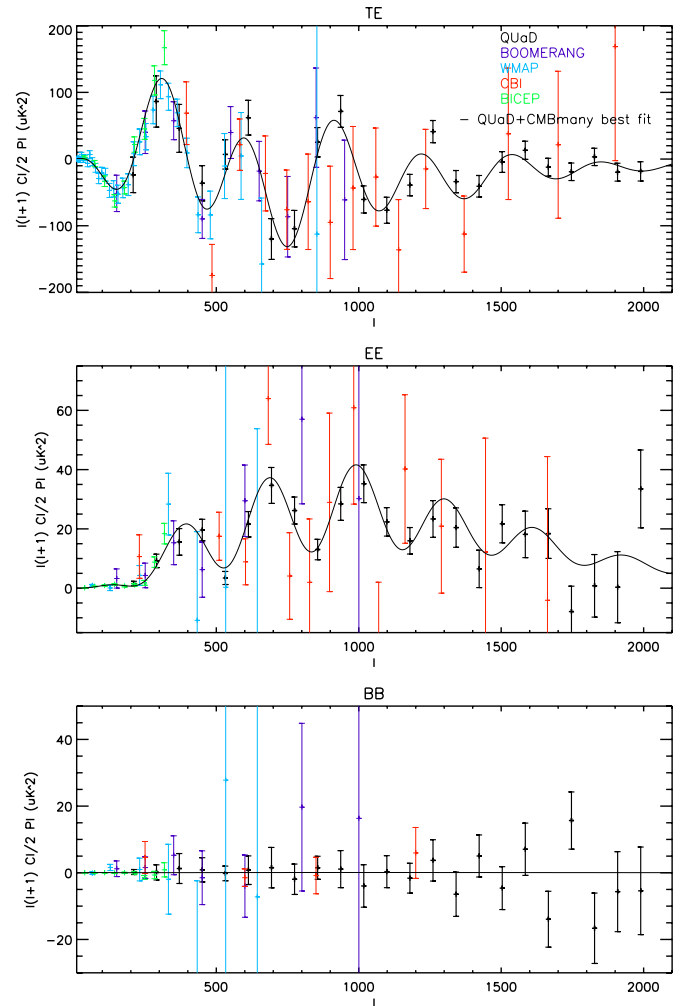 TE
QUaD
BOOMERANG
WMAP
CBI
BICEP
— QUaD+CMBmany best fit
l(l+1) Cl/2 PI (uK^2)
200
100
0
−100
−200
500
1000
1500
2000
l
EE
l(l+1) Cl/2 PI (uK^2)
60
40
20
0
500
1000
1500
2000
l
BB
l(l+1) Cl/2 PI (uK^2)
40
20
0
−20
500
1000
1500
2000
l